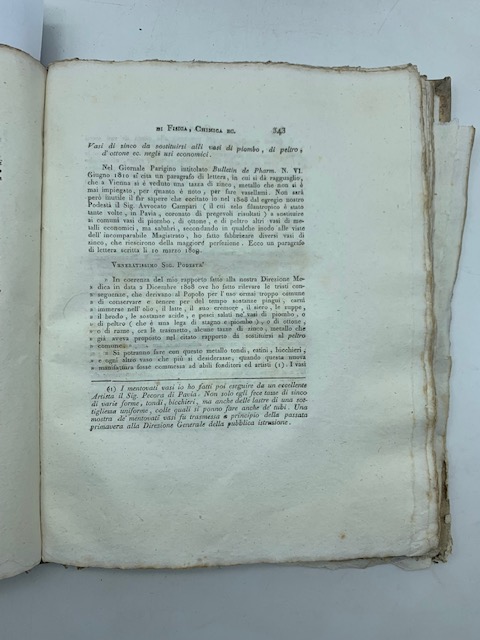 DI FISICA, CHIMICA EC. 343
Vasi di zinco da sostituirsi alli vasi di piombo, di peltro,
d'ottone ec. negli usi economici.
Nel Giornale Parigino intitolato Bulletin de Pharm. N. VI.
Giugno 1810 si cita un paragrafo di lettera, in cui si dà ragguaglio,
che a Vienna si è veduto una tazza di zinco, metallo che non si è
mai impiegato, per quanto è noto, per fare vasellami. Non sarà
però inutile il far sapere che eccitato io nel 1808 dal egregio nostro
Podestà il Sig. Avvocato Campari (il cui solo filantropico è stato
tante volte, in Pavia, coronato di pregevoli risultati) a sostituire
ai comuni vasi di piombo, di ottone, e di peltro altri vasi di me-
talli economici, ma salubri, secondando in qualche modo alle viste
dell'incomparabile Magistrato, ho fatto fabbricare diversi vasi di
zinco, che riescirono della maggiore perfezione. Ecco un paragrafo
di lettera scritta li 10 marzo 1809.
VENERATISSIMO SIG. PODESTA'
» In coerenza del mio rapporto fatto alla nostra Direzione Me-
» dica in data 2 Dicembre 1808 ove ho fatto rilevare le tristi con-
» seguenze, che derivano al Popolo per l'uso ormai troppo comune
» di conservare e tenere per del tempo sostanze pingui, carni
» immerse nell'olio, il latte, il suo cremore, il siero, le zuppe,
» il brodo, le sostanze acide, e pesci salati ne' vasi di piombo, o
» di peltro (che è una lega di stagno e piombo), o di ottone,
» o di rame, ora le trasmetto, alcune tazze di zinco, metallo che
» già aveva proposto nel citato rapporto da sostituirsi al peltro
» comune.
» Si potranno fare con questo metallo tondi, catini, bicchieri,
» e ogni altro vaso che più si desiderasse, quando questa nuova
» manifattura fosse commessa ad abili fonditori ed artisti (1). I vasi
(1) I mentovati vasi io ho fatti poi eseguire da un eccellente
Artista il Sig. Pecora di Pavia. Non solo egli fece tazze di zinco
di varie forme, tondi, bicchieri, ma anche delle lastre di una sot-
tigliezza uniforme, colle quali si ponno fare anche de' tubi. Una
mostra de' mentovati vasi fu trasmessa a principio della passata
primavera alla Direzione Generale della pubblica istruzione.